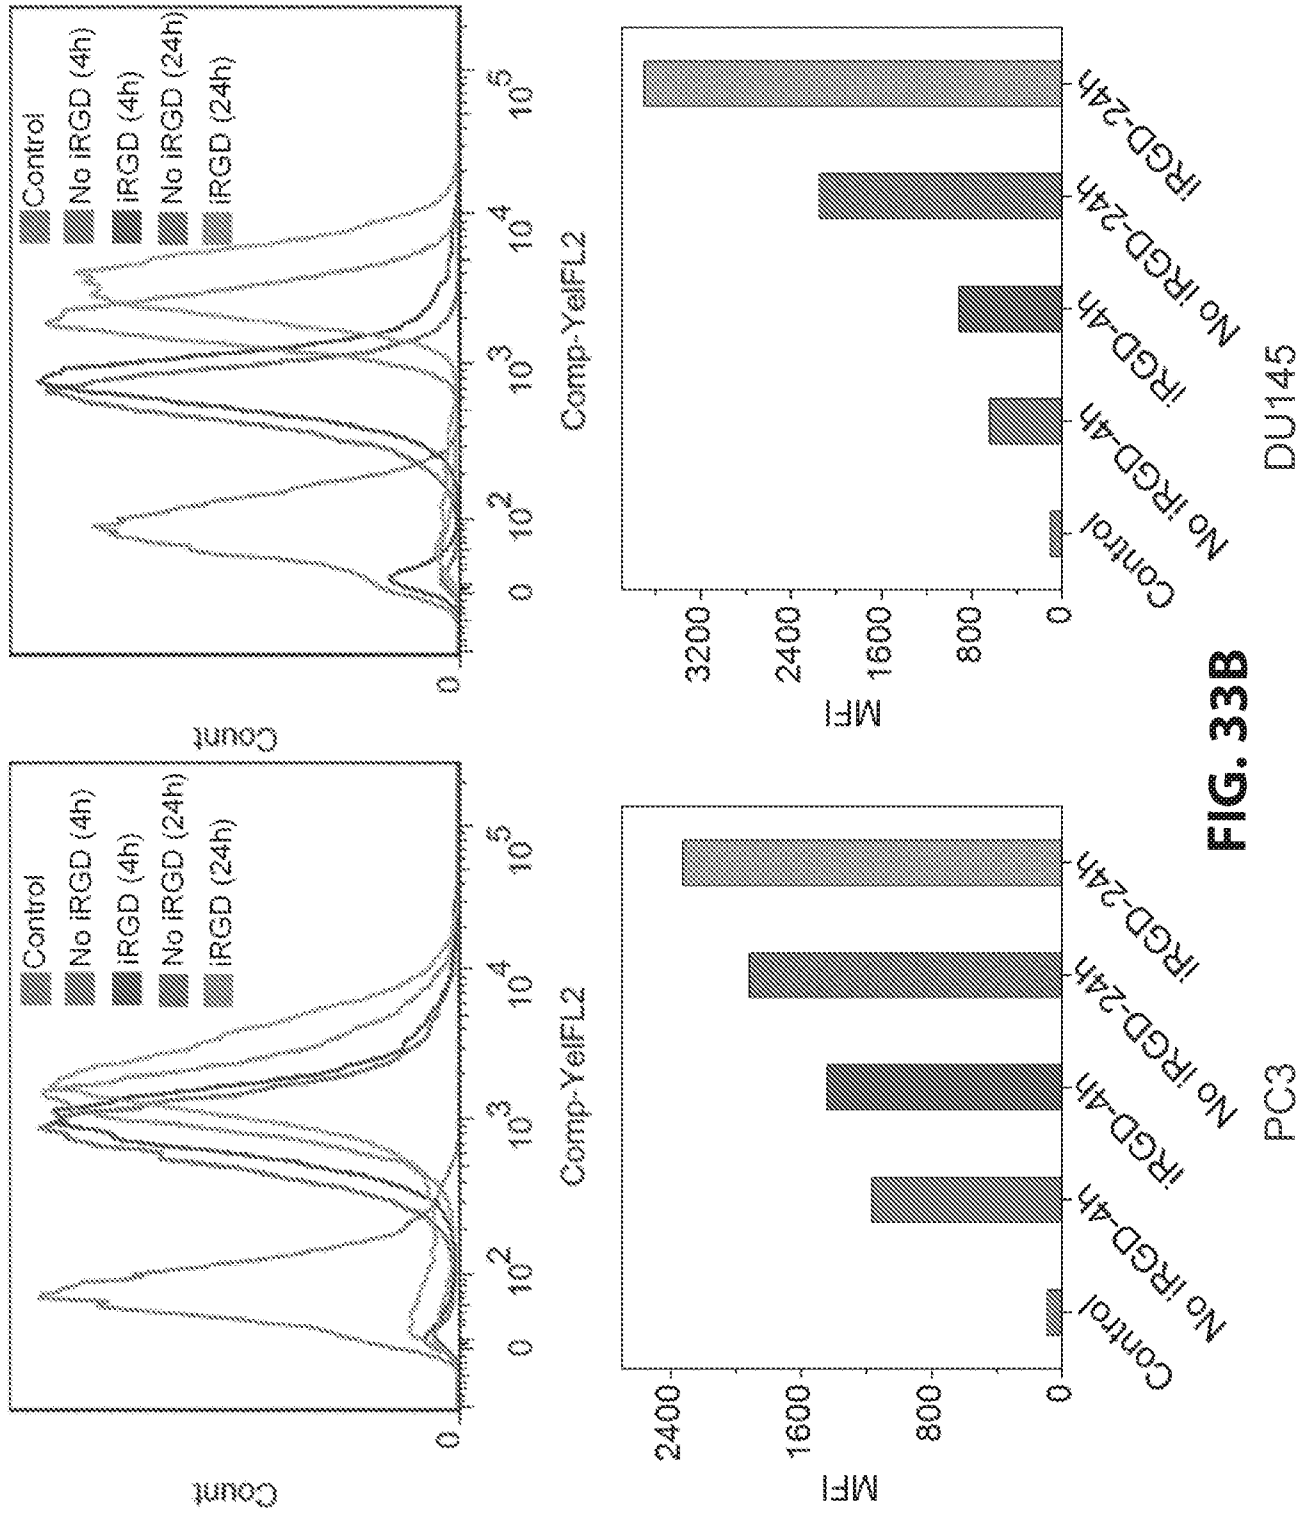 Count
0
Control
No iRGD (4h)
iRGD (4h)
No iRGD (24h)
iRGD (24h)
0
10^2
10^3
10^4
10^5
Comp-YelFL2
Count
0
Control
No iRGD (4h)
iRGD (4h)
No iRGD (24h)
iRGD (24h)
0
10^2
10^3
10^4
10^5
Comp-YelFL2
MFI
2400
1600
800
0
Control
No iRGD-4h
iRGD-4h
No iRGD-24h
iRGD-24h
PC3
MFI
3200
2400
1600
800
0
Control
No iRGD-4h
iRGD-4h
No iRGD-24h
iRGD-24h
DU145
FIG. 33B